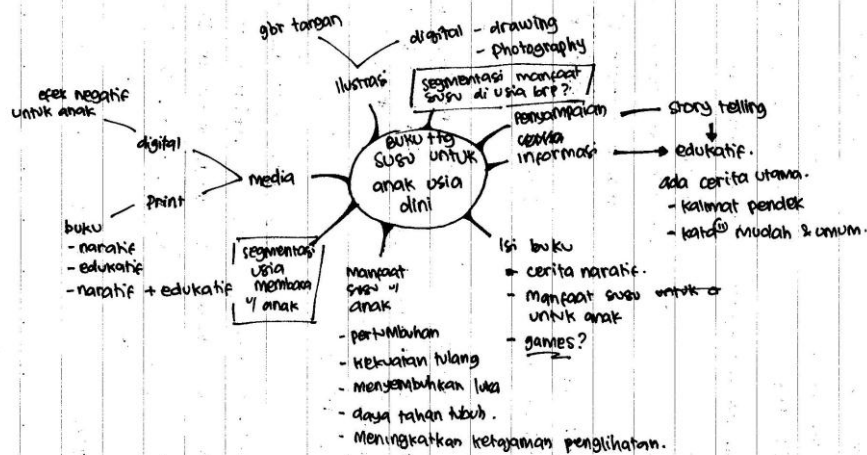 gbr tangan
digital - drawing
- photography
Ilustrasi
segmentasi manfaat
susu di usia brp?
efek negatif
untuk anak
digital
media
Print
buku
- naratif
- edukatif
- naratif + edukatif
segmentasi
usia
membaca
u/ anak
BUKU ttg
susu untuk
anak usia
dini
penyampaian
cerita
informasi
story telling
edukatif.
ada cerita utama.
- kalimat pendek
- kata(ii) mudah & umum.
manfaat
susu u/
anak
- pertumbuhan
- kekuatan tulang
- menyembuhkan luka
- daya tahan tubuh.
- Meningkatkan ketajaman penglihatan.
Isi buku
- cerita naratif.
- manfaat susu untuk a
untuk anak
- games?